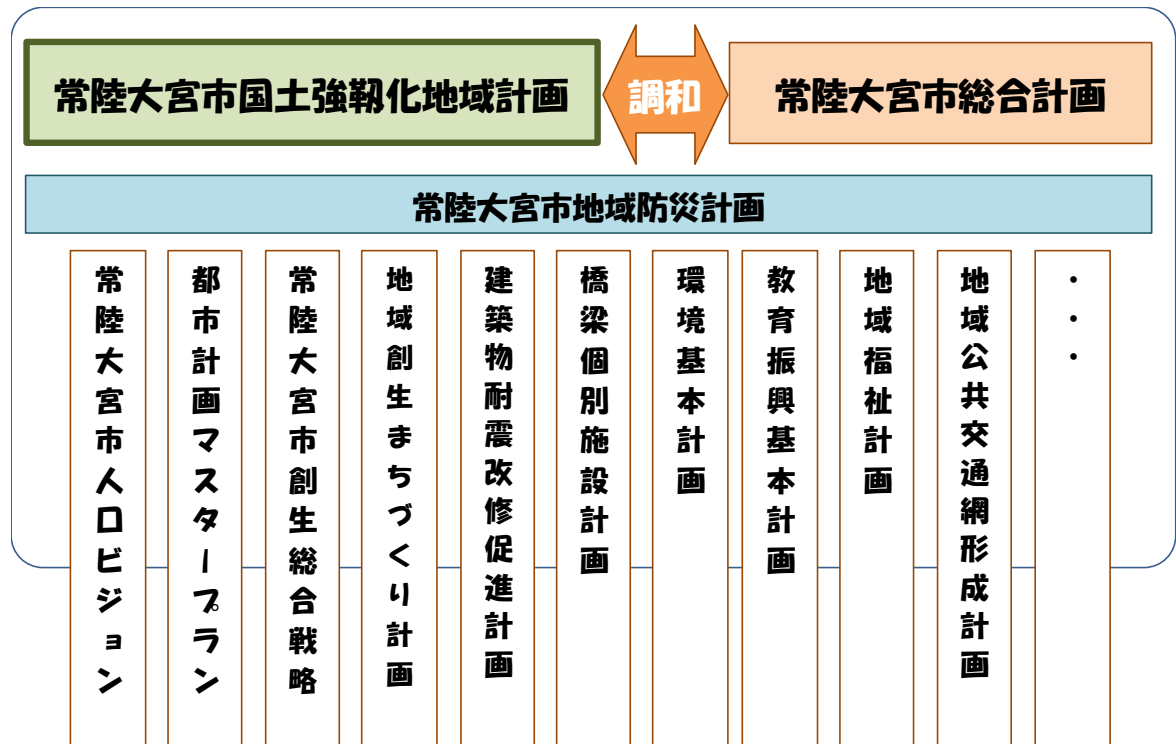 常陸大宮市国土強靱化地域計画
調和
常陸大宮市総合計画
常陸大宮市地域防災計画
常陸大宮市人口ビジョン
都市計画マスタープラン
常陸大宮市創生総合戦略
地域創生まちづくり計画
建築物耐震改修促進計画
橋梁個別施設計画
環境基本計画
教育振興基本計画
地域福祉計画
地域公共交通網形成計画
・・・